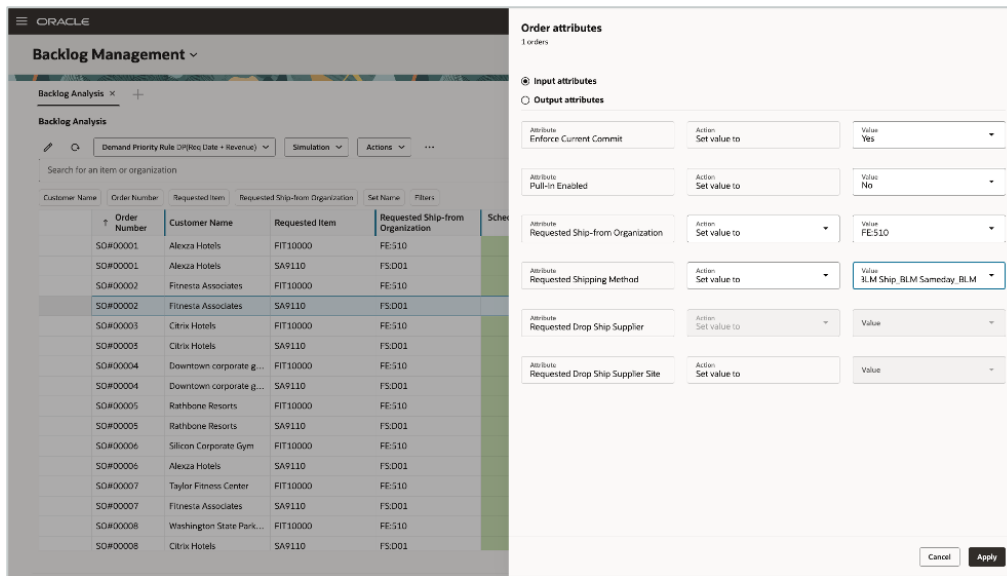 ORACLE
Backlog Management
Backlog Analysis ×
Backlog Analysis
Demand Priority Rule DP(Req Date + Revenue)
Simulation
Actions
Search for an item or organization
Customer Name
Order Number
Requested Item
Requested Ship-from Organization
Set Name
Filters
Order Number Customer Name Requested Item Requested Ship-from Organization Sched
SO#00001 Alexza Hotels FIT10000 FE:510
SO#00001 Alexza Hotels SA9110 FS:D01
SO#00002 Fitnesta Associates FIT10000 FE:510
SO#00002 Fitnesta Associates SA9110 FS:D01
SO#00003 Citrix Hotels FIT10000 FE:510
SO#00003 Citrix Hotels SA9110 FS:D01
SO#00004 Downtown corporate g... FIT10000 FE:510
SO#00004 Downtown corporate g... SA9110 FS:D01
SO#00005 Rathbone Resorts FIT10000 FE:510
SO#00005 Rathbone Resorts SA9110 FS:D01
SO#00006 Silicon Corporate Gym FIT10000 FE:510
SO#00006 Alexza Hotels SA9110 FS:D01
SO#00007 Taylor Fitness Center FIT10000 FE:510
SO#00007 Fitnesta Associates SA9110 FS:D01
SO#00008 Washington State Park... FIT10000 FE:510
SO#00008 Citrix Hotels SA9110 FS:D01
Order attributes
1 orders
Input attributes
Output attributes
Attribute Action Value
Enforce Current Commit Set value to Yes
Attribute Action Value
Pull-In Enabled Set value to No
Attribute Action Value
Requested Ship-from Organization Set value to FE:510
Attribute Action Value
Requested Shipping Method Set value to BLM Ship_BLM Sameday_BLM
Attribute Action
Requested Drop Ship Supplier Set value to Value
Attribute Action
Requested Drop Ship Supplier Site Set value to Value
Cancel
Apply